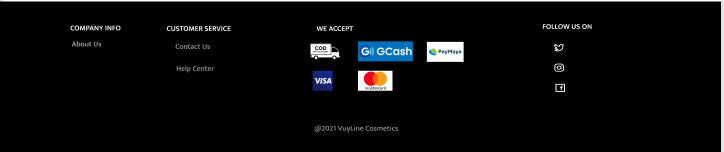 COMPANY INFO
About Us
CUSTOMER SERVICE
Contact Us
Help Center
WE ACCEPT
COD
GCash
PayMaya
VISA
mastercard
FOLLOW US ON
@2021 VuyLine Cosmetics